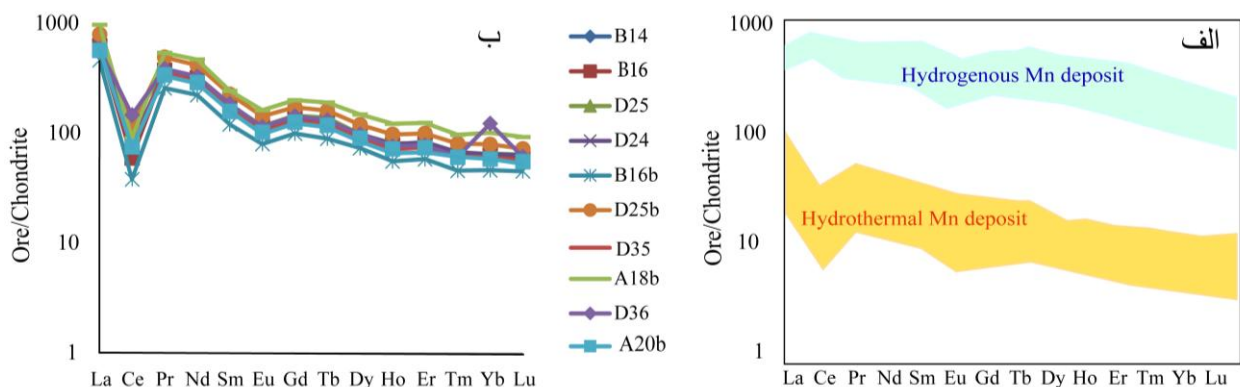 1000
100
10
1
Ore/Chondrite
La Ce Pr Nd Sm Eu Gd Tb Dy Ho Er Tm Yb Lu
ب
B14
B16
D25
D24
B16b
D25b
D35
A18b
D36
A20b
1000
100
10
1
Ore/Chondrite
La Ce Pr Nd Sm Eu Gd Tb Dy Ho Er Tm Yb Lu
الف
Hydrogenous Mn deposit
Hydrothermal Mn deposit